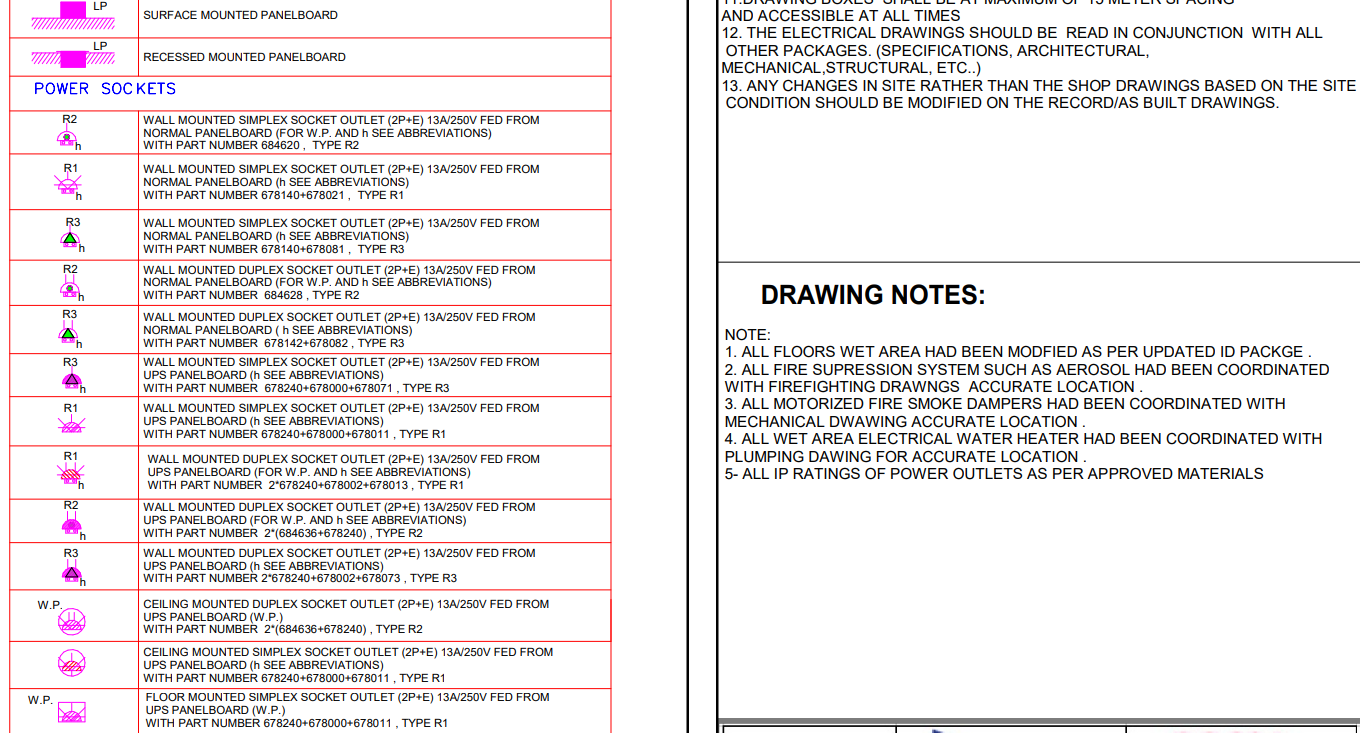 LP
SURFACE MOUNTED PANELBOARD
LP
RECESSED MOUNTED PANELBOARD
POWER SOCKETS
R2
h
WALL MOUNTED SIMPLEX SOCKET OUTLET (2P+E) 13A/250V FED FROM
NORMAL PANELBOARD (FOR W.P. AND h SEE ABBREVIATIONS)
WITH PART NUMBER 684620 , TYPE R2
R1
h
WALL MOUNTED SIMPLEX SOCKET OUTLET (2P+E) 13A/250V FED FROM
NORMAL PANELBOARD (h SEE ABBREVIATIONS)
WITH PART NUMBER 678140+678021 , TYPE R1
R3
h
WALL MOUNTED SIMPLEX SOCKET OUTLET (2P+E) 13A/250V FED FROM
NORMAL PANELBOARD (h SEE ABBREVIATIONS)
WITH PART NUMBER 678140+678081 , TYPE R3
R2
h
WALL MOUNTED DUPLEX SOCKET OUTLET (2P+E) 13A/250V FED FROM
NORMAL PANELBOARD (FOR W.P. AND h SEE ABBREVIATIONS)
WITH PART NUMBER 684628 , TYPE R2
R3
h
WALL MOUNTED DUPLEX SOCKET OUTLET (2P+E) 13A/250V FED FROM
NORMAL PANELBOARD ( h SEE ABBREVIATIONS)
WITH PART NUMBER 678142+678082 , TYPE R3
R3
h
WALL MOUNTED SIMPLEX SOCKET OUTLET (2P+E) 13A/250V FED FROM
UPS PANELBOARD (h SEE ABBREVIATIONS)
WITH PART NUMBER 678240+678000+678071 , TYPE R3
R1
h
WALL MOUNTED SIMPLEX SOCKET OUTLET (2P+E) 13A/250V FED FROM
UPS PANELBOARD (h SEE ABBREVIATIONS)
WITH PART NUMBER 678240+678000+678011 , TYPE R1
R1
h
WALL MOUNTED DUPLEX SOCKET OUTLET (2P+E) 13A/250V FED FROM
UPS PANELBOARD (FOR W.P. AND h SEE ABBREVIATIONS)
WITH PART NUMBER 2*678240+678002+678013 , TYPE R1
R2
h
WALL MOUNTED DUPLEX SOCKET OUTLET (2P+E) 13A/250V FED FROM
UPS PANELBOARD (FOR W.P. AND h SEE ABBREVIATIONS)
WITH PART NUMBER 2*(684636+678240) , TYPE R2
R3
h
WALL MOUNTED DUPLEX SOCKET OUTLET (2P+E) 13A/250V FED FROM
UPS PANELBOARD (h SEE ABBREVIATIONS)
WITH PART NUMBER 2*678240+678002+678073 , TYPE R3
W.P.
CEILING MOUNTED DUPLEX SOCKET OUTLET (2P+E) 13A/250V FED FROM
UPS PANELBOARD (W.P.)
WITH PART NUMBER 2*(684636+678240) , TYPE R2
CEILING MOUNTED SIMPLEX SOCKET OUTLET (2P+E) 13A/250V FED FROM
UPS PANELBOARD (h SEE ABBREVIATIONS)
WITH PART NUMBER 678240+678000+678011 , TYPE R1
W.P.
FLOOR MOUNTED SIMPLEX SOCKET OUTLET (2P+E) 13A/250V FED FROM
UPS PANELBOARD (W.P.)
WITH PART NUMBER 678240+678000+678011 , TYPE R1
11.DRAWING BOXES SHALL BE AT MAXIMUM OF 15 METER SPACING
AND ACCESSIBLE AT ALL TIMES
12. THE ELECTRICAL DRAWINGS SHOULD BE READ IN CONJUNCTION WITH ALL
OTHER PACKAGES. (SPECIFICATIONS, ARCHITECTURAL,
MECHANICAL,STRUCTURAL, ETC..)
13. ANY CHANGES IN SITE RATHER THAN THE SHOP DRAWINGS BASED ON THE SITE
CONDITION SHOULD BE MODIFIED ON THE RECORD/AS BUILT DRAWINGS.
DRAWING NOTES:
NOTE:
1. ALL FLOORS WET AREA HAD BEEN MODFIED AS PER UPDATED ID PACKGE .
2. ALL FIRE SUPRESSION SYSTEM SUCH AS AEROSOL HAD BEEN COORDINATED
WITH FIREFIGHTING DRAWNGS ACCURATE LOCATION .
3. ALL MOTORIZED FIRE SMOKE DAMPERS HAD BEEN COORDINATED WITH
MECHANICAL DWAWING ACCURATE LOCATION .
4. ALL WET AREA ELECTRICAL WATER HEATER HAD BEEN COORDINATED WITH
PLUMPING DAWING FOR ACCURATE LOCATION .
5- ALL IP RATINGS OF POWER OUTLETS AS PER APPROVED MATERIALS